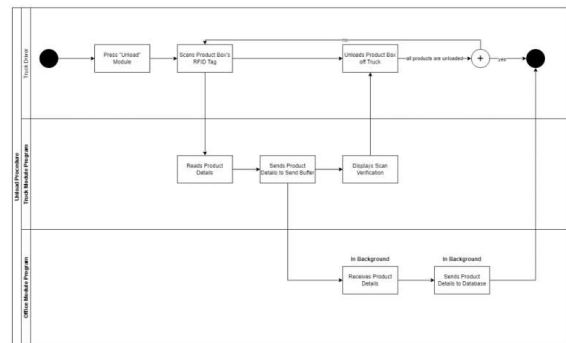 Unload Procedure
Truck Driver
Press "Unload"
Module
Scans Product Box's
RFID Tag
no
Unloads Product Box
off Truck
all products are unloaded
yes
Truck Module Program
Reads Product
Details
Sends Product
Details to Send Buffer
Displays Scan
Verification
Office Module Program
In Background
Receives Product
Details
In Background
Sends Product
Details to Database